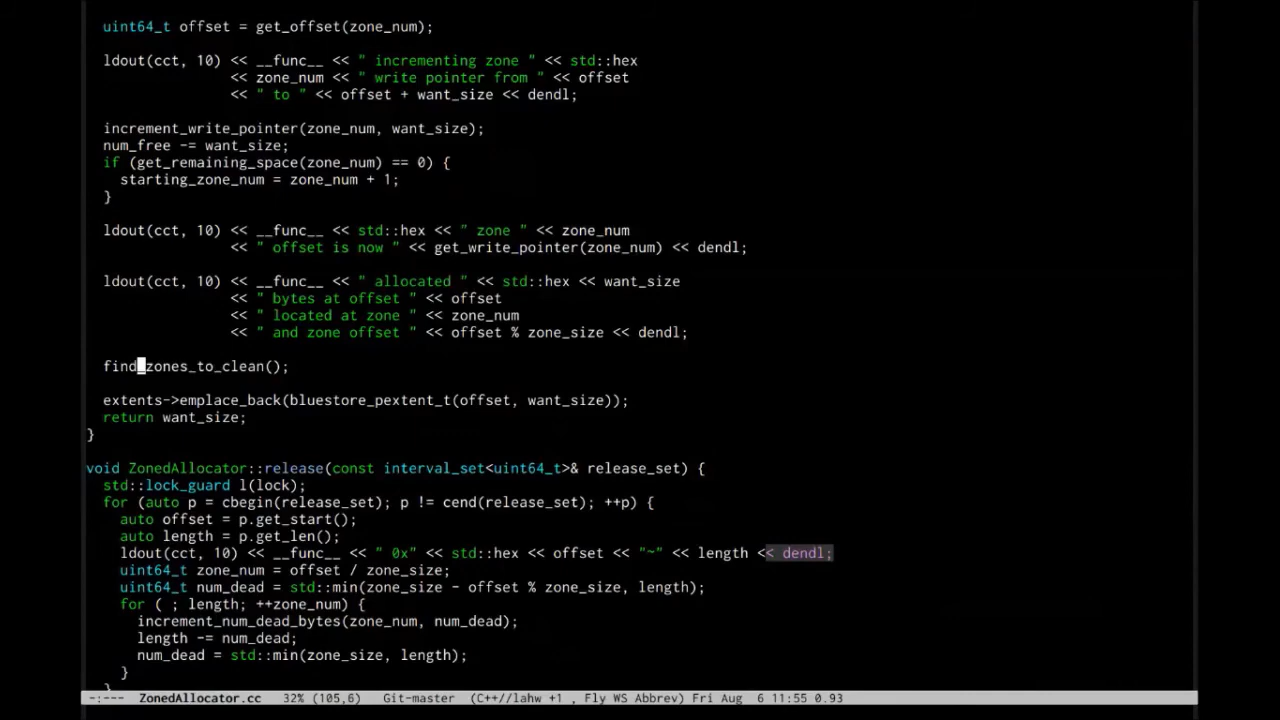 uint64_t offset = get_offset(zone_num);
ldout(cct, 10) << __func__ << " incrementing zone " << std::hex
<< zone_num << " write pointer from " << offset
<< " to " << offset + want_size << dendl;
increment_write_pointer(zone_num, want_size);
num_free -= want_size;
if (get_remaining_space(zone_num) == 0) {
starting_zone_num = zone_num + 1;
}
ldout(cct, 10) << __func__ << std::hex << " zone " << zone_num
<< " offset is now " << get_write_pointer(zone_num) << dendl;
ldout(cct, 10) << __func__ << " allocated " << std::hex << want_size
<< " bytes at offset " << offset
<< " located at zone " << zone_num
<< " and zone offset " << offset % zone_size << dendl;
find_zones_to_clean();
extents->emplace_back(bluestore_pextent_t(offset, want_size));
return want_size;
}
void ZonedAllocator::release(const interval_set<uint64_t>& release_set) {
std::lock_guard l(lock);
for (auto p = cbegin(release_set); p != cend(release_set); ++p) {
auto offset = p.get_start();
auto length = p.get_len();
ldout(cct, 10) << __func__ << " 0x" << std::hex << offset << "~" << length << dendl;
uint64_t zone_num = offset / zone_size;
uint64_t num_dead = std::min(zone_size - offset % zone_size, length);
for ( ; length; ++zone_num) {
increment_num_dead_bytes(zone_num, num_dead);
length -= num_dead;
num_dead = std::min(zone_size, length);
}
}
-:--- ZonedAllocator.cc 32% (105,6) Git-master (C++//lahw +1 , Fly WS Abbrev) Fri Aug 6 11:55 0.93